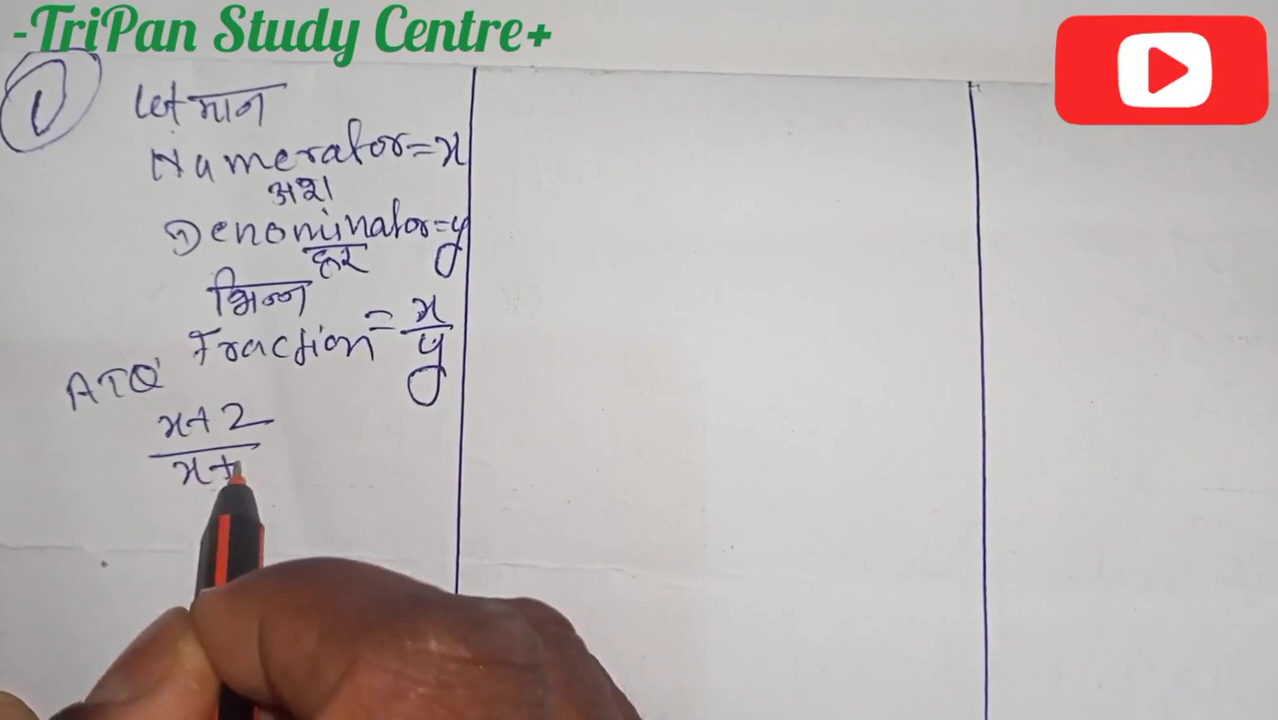 -TriPan Study Centre+
1
let मान
Numerator=x
अंश
Denominator=y
हर
भिन्न
Fraction = x/y
ATQ
x+2
x+